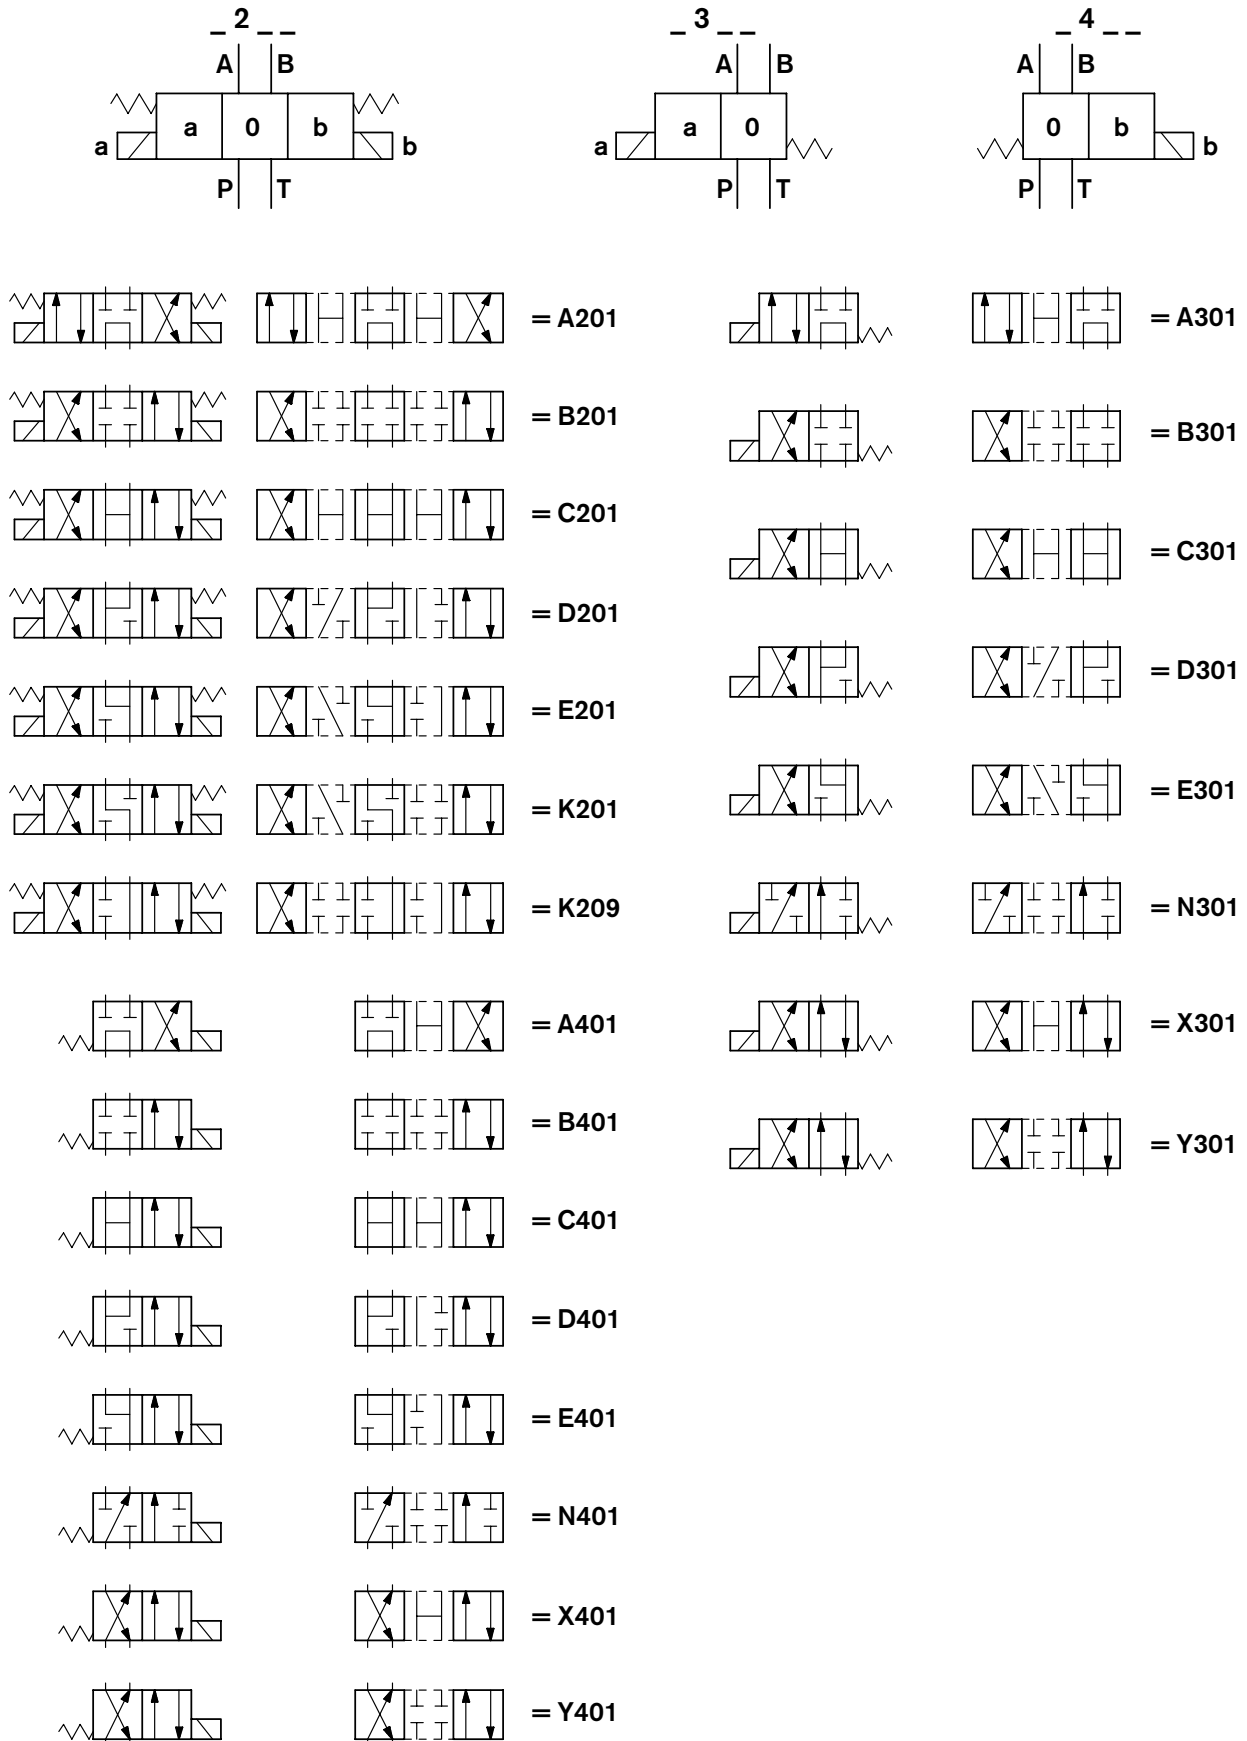 _ 2 _ _
A B
a a 0 b b
P T
_ 3 _ _
A B
a a 0
P T
_ 4 _ _
A B
0 b b
P T
= A201
= B201
= C201
= D201
= E201
= K201
= K209
= A401
= B401
= C401
= D401
= E401
= N401
= X401
= Y401
= A301
= B301
= C301
= D301
= E301
= N301
= X301
= Y301